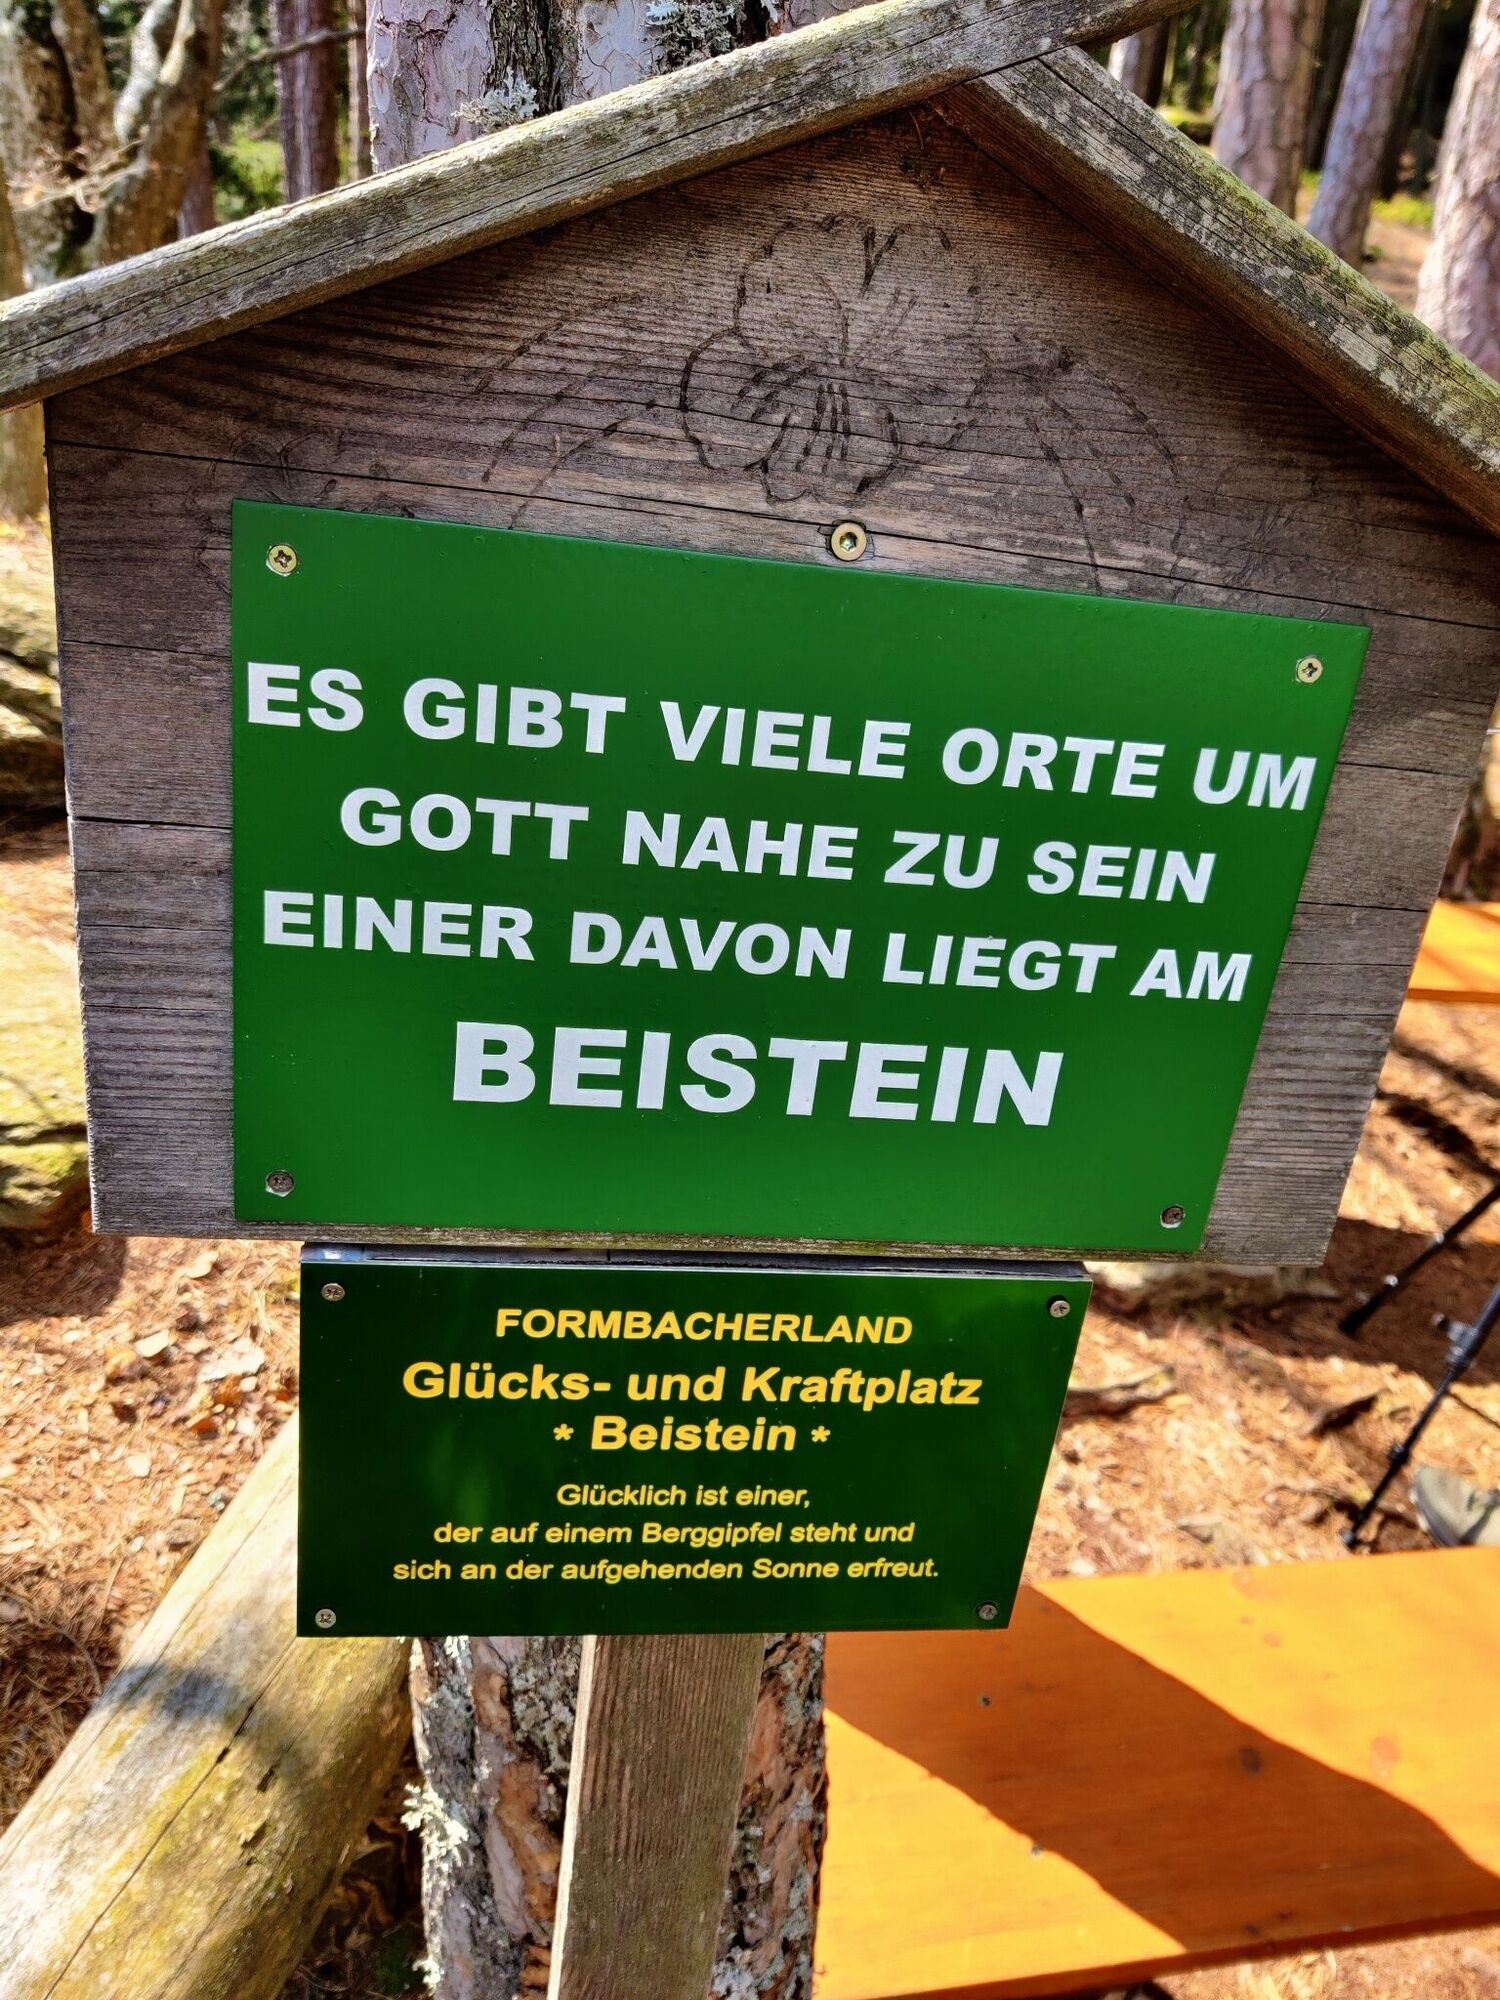 ES GIBT VIELE ORTE UM
GOTT NAHE ZU SEIN
EINER DAVON LIEGT AM
BEISTEIN
FORMBACHERLAND
Glücks- und Kraftplatz
* Beistein *
Glücklich ist einer,
der auf einem Berggipfel steht und
sich an der aufgehenden Sonne erfreut.